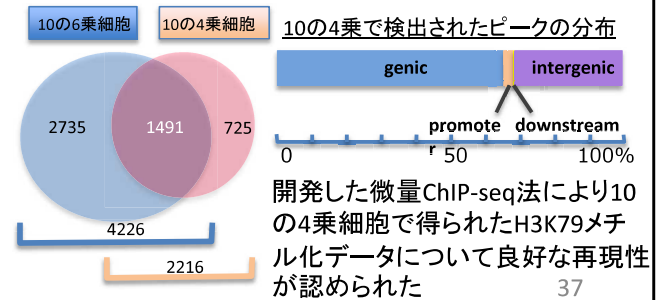 10の6乗細胞
10の4乗細胞
2735
1491
725
4226
2216
10の4乗で検出されたピークの分布
genic
intergenic
promote
r
downstream
0
50
100%
開発した微量ChIP-seq法により10
の4乗細胞で得られたH3K79メチ
ル化データについて良好な再現性
が認められた
37